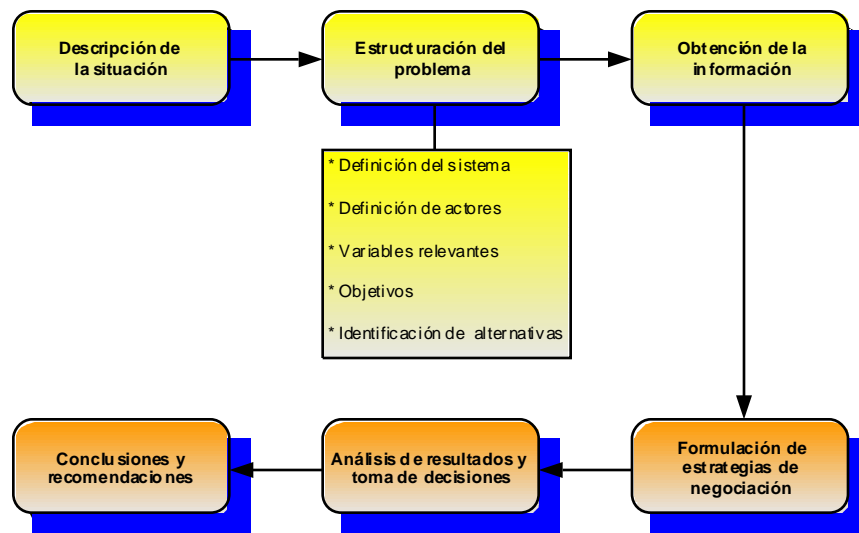 Descripción de
la situación
Estructuración del
problema
Obtención de la
información
* Definición del sistema
* Definición de actores
* Variables relevantes
* Objetivos
* Identificación de alternativas
Formulación de
estrategias de
negociación
Análisis de resultados y
toma de decisiones
Conclusiones y
recomendaciones